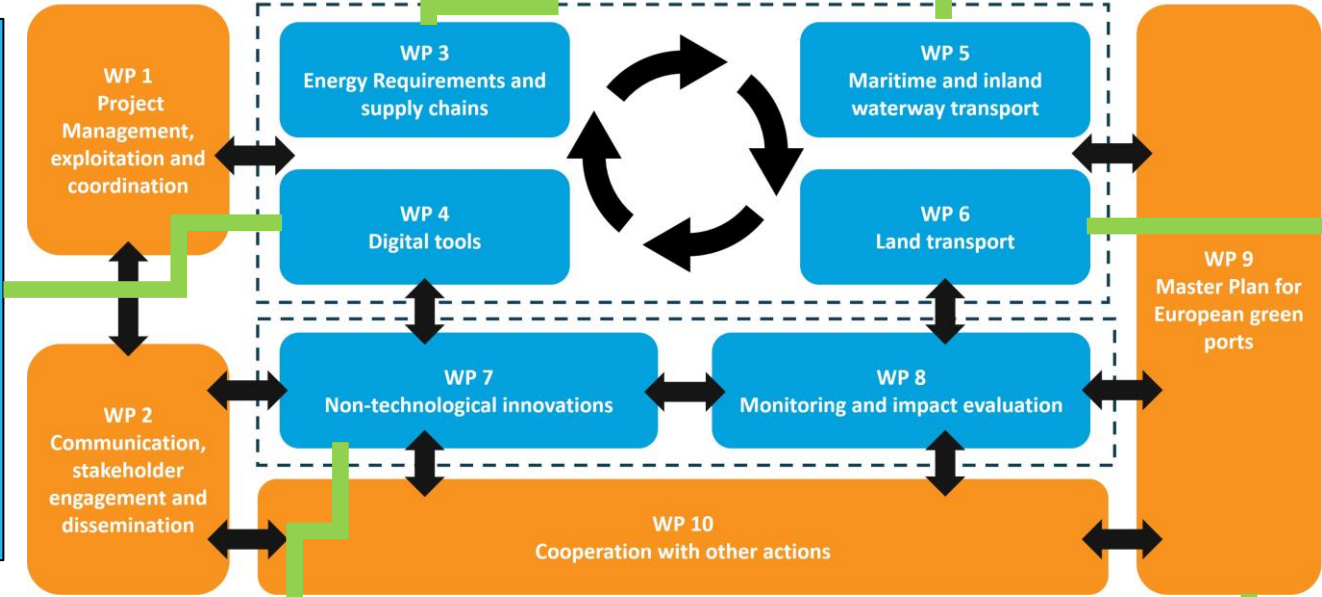 WP 1
Project
Management,
exploitation and
coordination
WP 3
Energy Requirements and
supply chains
WP 5
Maritime and inland
waterway transport
WP 4
Digital tools
WP 6
Land transport
WP 9
Master Plan for
European green
ports
WP 2
Communication,
stakeholder
engagement and
dissemination
WP 7
Non-technological innovations
WP 8
Monitoring and impact evaluation
WP 10
Cooperation with other actions